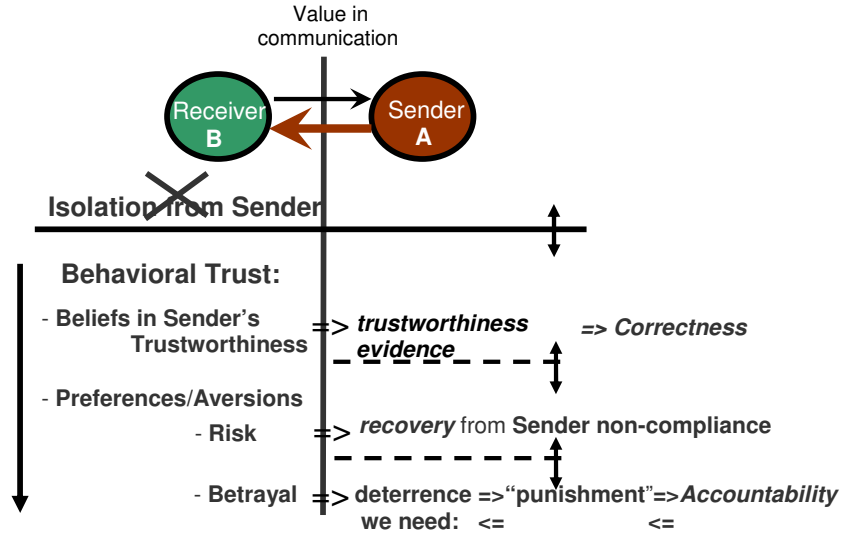 Value in
communication
Receiver
B
Sender
A
Isolation from Sender
Behavioral Trust:
- Beliefs in Sender's
Trustworthiness
=> trustworthiness
evidence
=> Correctness
- Preferences/Aversions
- Risk
=> recovery from Sender non-compliance
- Betrayal
=> deterrence =>“punishment”=>Accountability
we need: <= <=